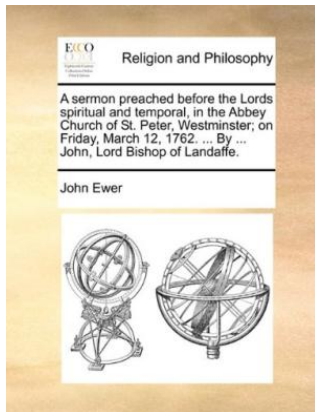 ECCO
Religion and Philosophy
A sermon preached before the Lords
spiritual and temporal, in the Abbey
Church of St. Peter, Westminster; on
Friday, March 12, 1762. ... By ...
John, Lord Bishop of Landaffe.
John Ewer